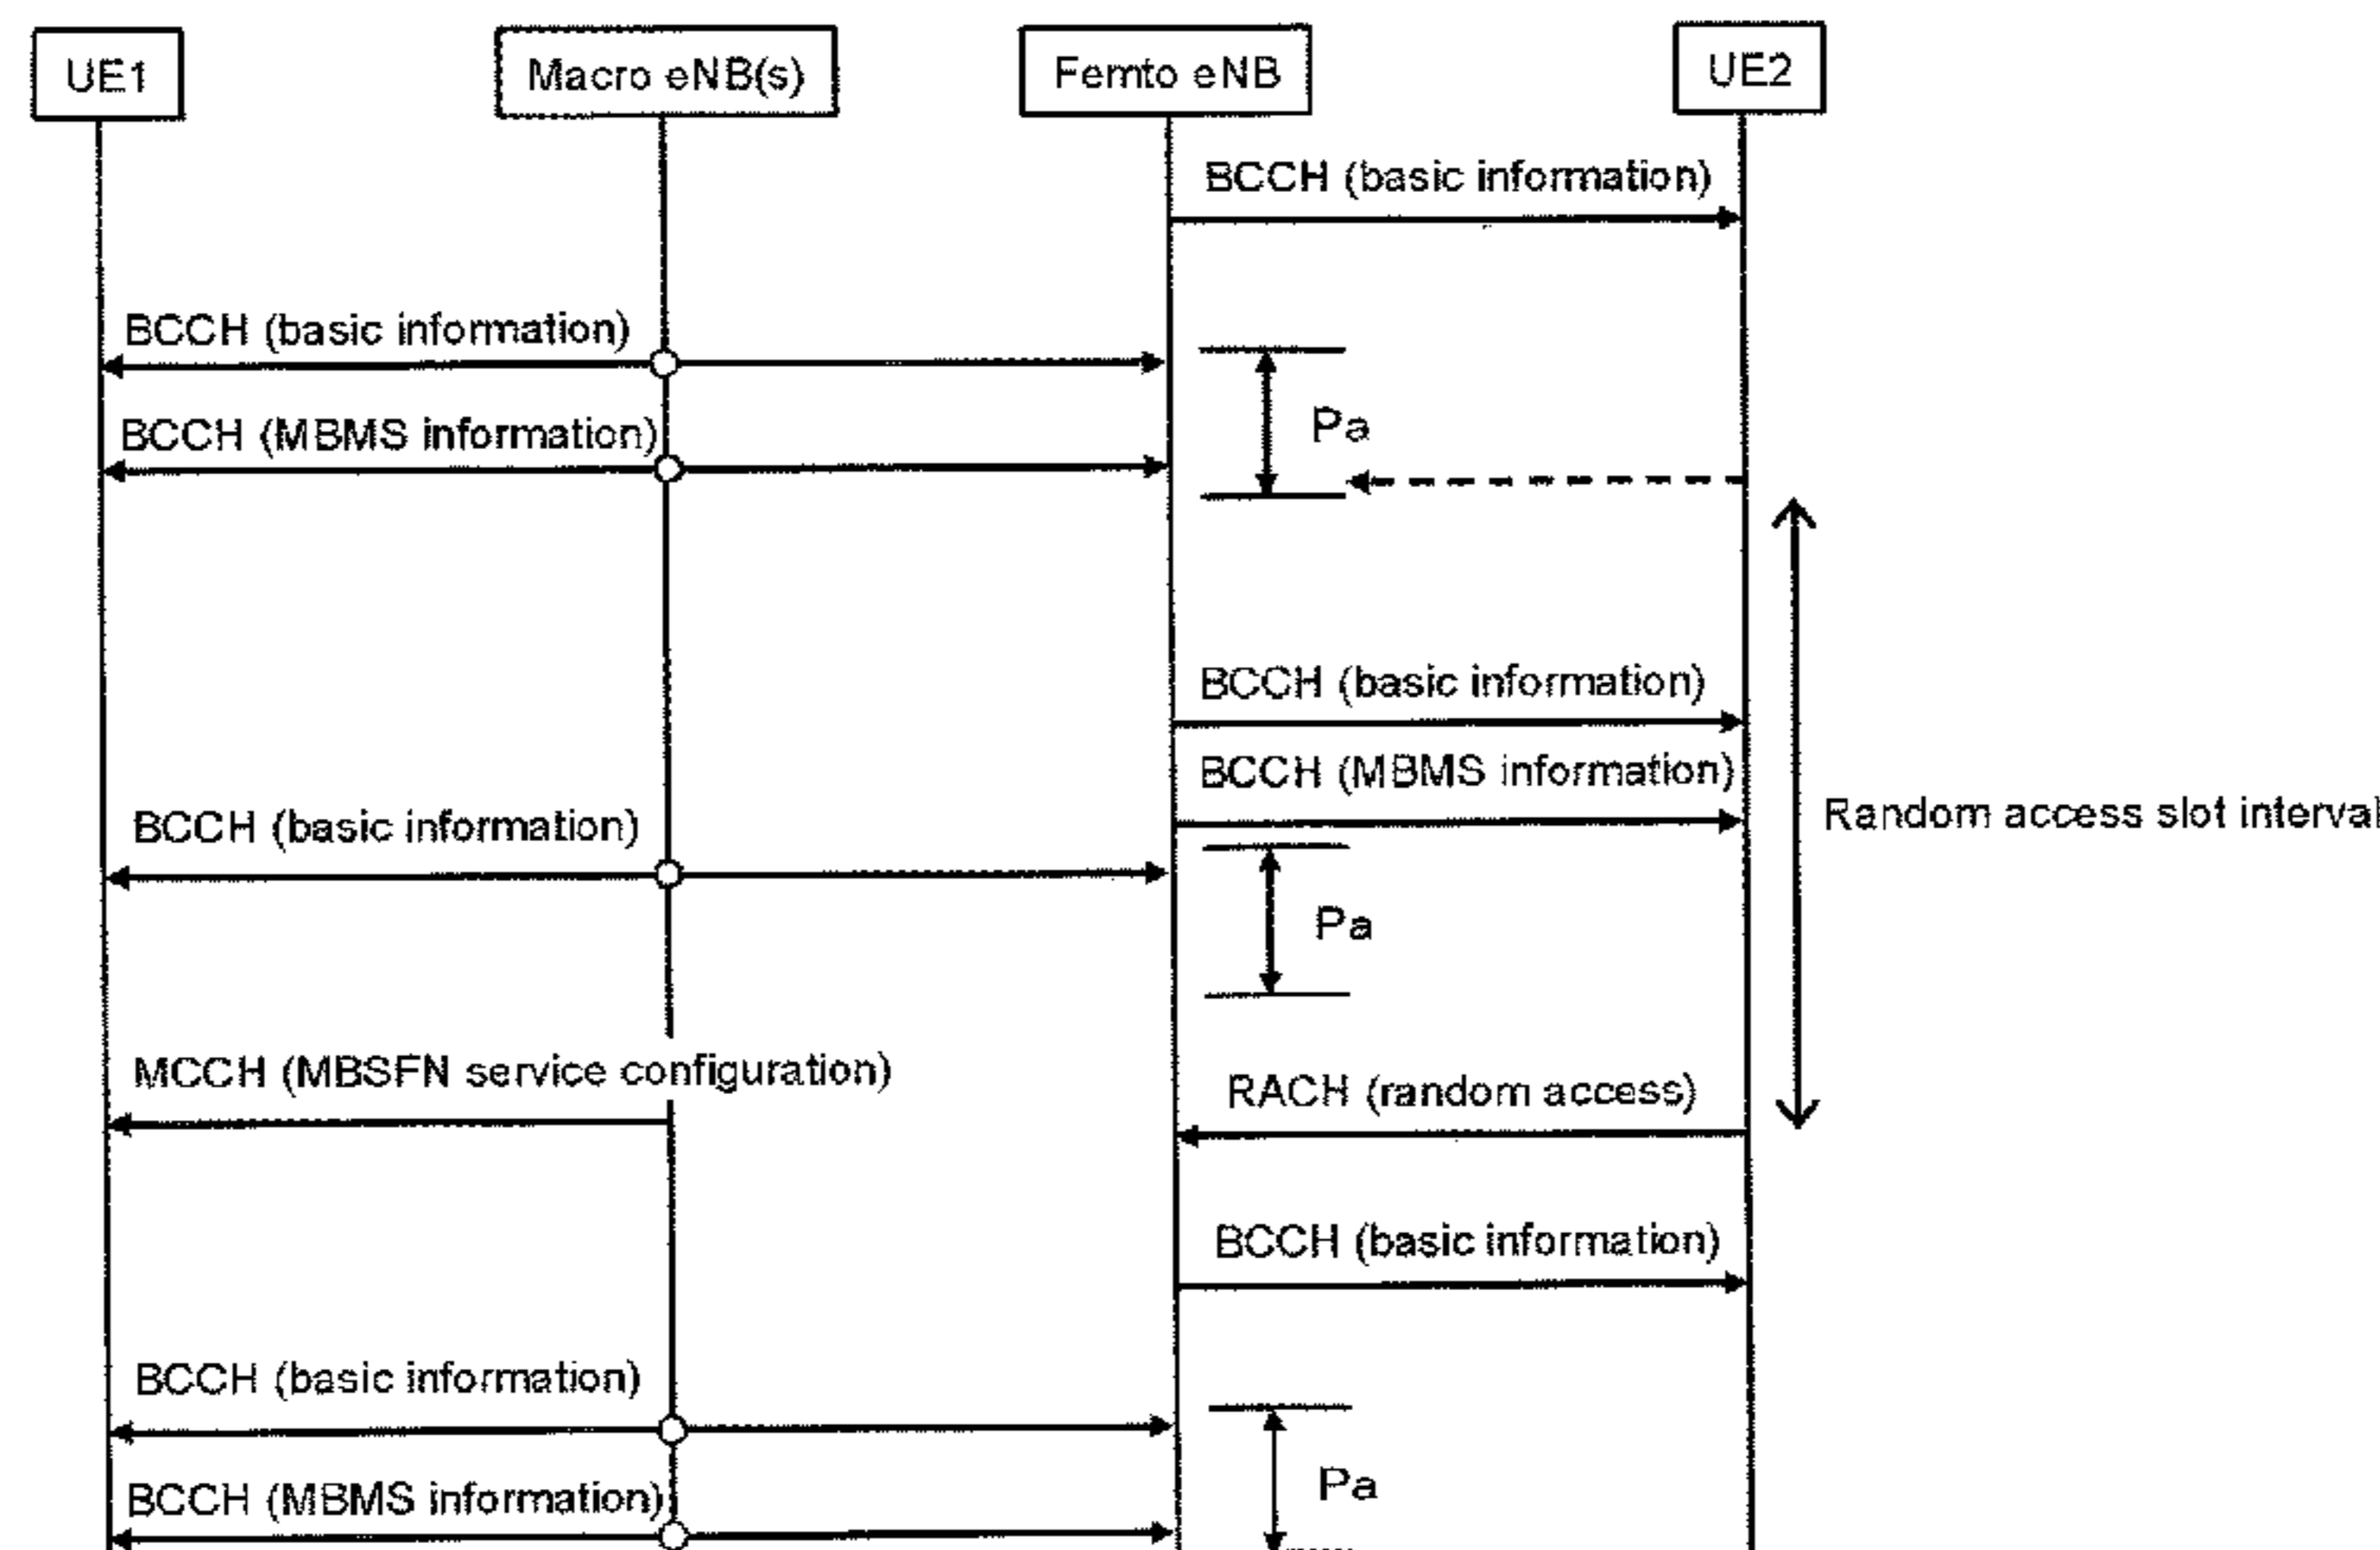 UE1
Macro eNB(s)
Femto eNB
UE2
BCCH (basic information)
BCCH (basic information)
Pa
BCCH (MBMS information)
BCCH (basic information)
BCCH (MBMS information)
Random access slot interval
BCCH (basic information)
Pa
MCCH (MBSFN service configuration)
RACH (random access)
BCCH (basic information)
BCCH (basic information)
Pa
BCCH (MBMS information)